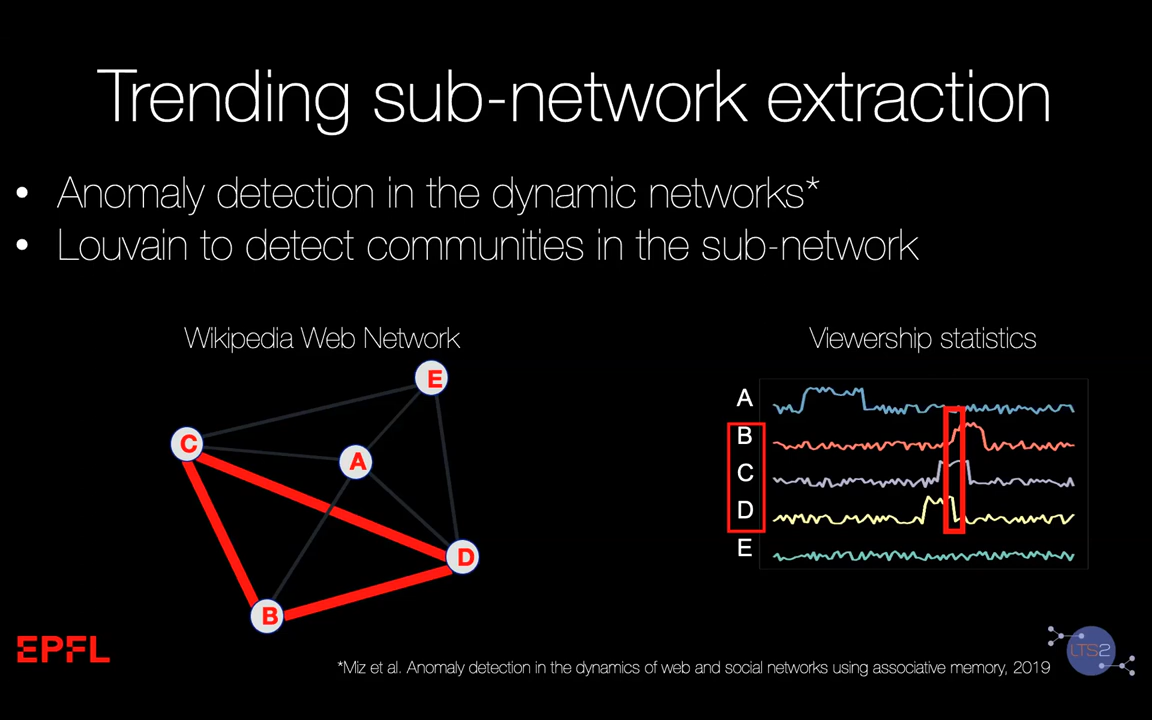 Trending sub-network extraction
• Anomaly detection in the dynamic networks*
• Louvain to detect communities in the sub-network
Wikipedia Web Network
Viewership statistics
E
C
A
D
B
A
B
C
D
E
EPFL
*Miz et al. Anomaly detection in the dynamics of web and social networks using associative memory, 2019
LTS2